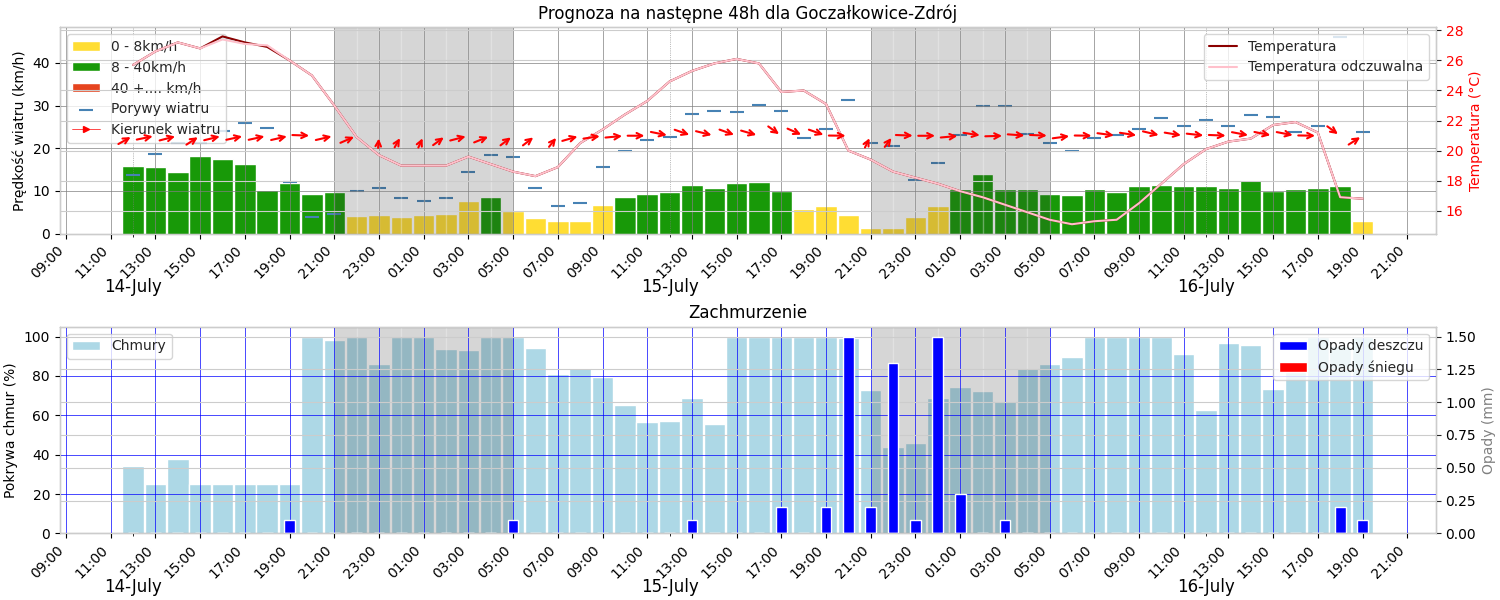 Prognoza na następne 48h dla Goczałkowice-Zdrój
Prędkość wiatru (km/h)
0 10 20 30 40
0 - 8km/h
8 - 40km/h
40 +.... km/h
Porywy wiatru
Kierunek wiatru
Temperatura
Temperatura odczuwalna
16 18 20 22 24 26 28
Temperatura (°C)
09:00 11:00 13:00 15:00 17:00 19:00 21:00 23:00 01:00 03:00 05:00 07:00 09:00 11:00 13:00 15:00 17:00 19:00 21:00 23:00 01:00 03:00 05:00 07:00 09:00 11:00 13:00 15:00 17:00 19:00 21:00
14-July 15-July 16-July
Zachmurzenie
Pokrywa chmur (%)
0 20 40 60 80 100
Chmury
Opady deszczu
Opady śniegu
0.00 0.25 0.50 0.75 1.00 1.25 1.50
Opady (mm)
09:00 11:00 13:00 15:00 17:00 19:00 21:00 23:00 01:00 03:00 05:00 07:00 09:00 11:00 13:00 15:00 17:00 19:00 21:00 23:00 01:00 03:00 05:00 07:00 09:00 11:00 13:00 15:00 17:00 19:00 21:00
14-July 15-July 16-July